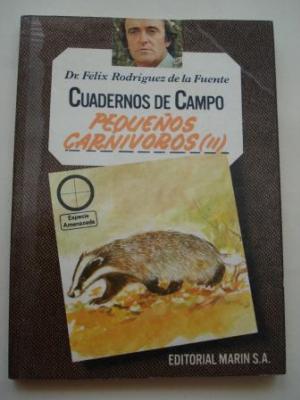 Dr. Félix Rodríguez de la Fuente
CUADERNOS DE CAMPO
PEQUEÑOS
CARNIVOROS (II)
Especie
Amenazada
EDITORIAL MARIN S.A.